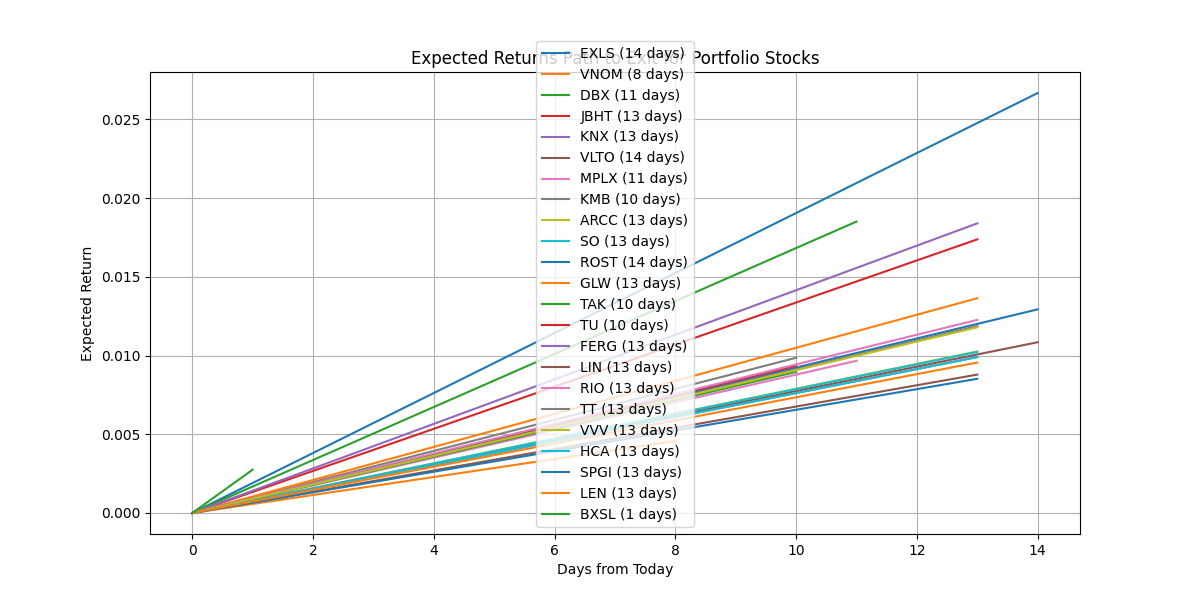 Expected Returns Path to Exit for Portfolio Stocks
EXLS (14 days)
VNOM (8 days)
DBX (11 days)
JBHT (13 days)
KNX (13 days)
VLTO (14 days)
MPLX (11 days)
KMB (10 days)
ARCC (13 days)
SO (13 days)
ROST (14 days)
GLW (13 days)
TAK (10 days)
TU (10 days)
FERG (13 days)
LIN (13 days)
RIO (13 days)
TT (13 days)
VVV (13 days)
HCA (13 days)
SPGI (13 days)
LEN (13 days)
BXSL (1 days)
Expected Return
0.025
0.020
0.015
0.010
0.005
0.000
0 2 4 6 8 10 12 14
Days from Today